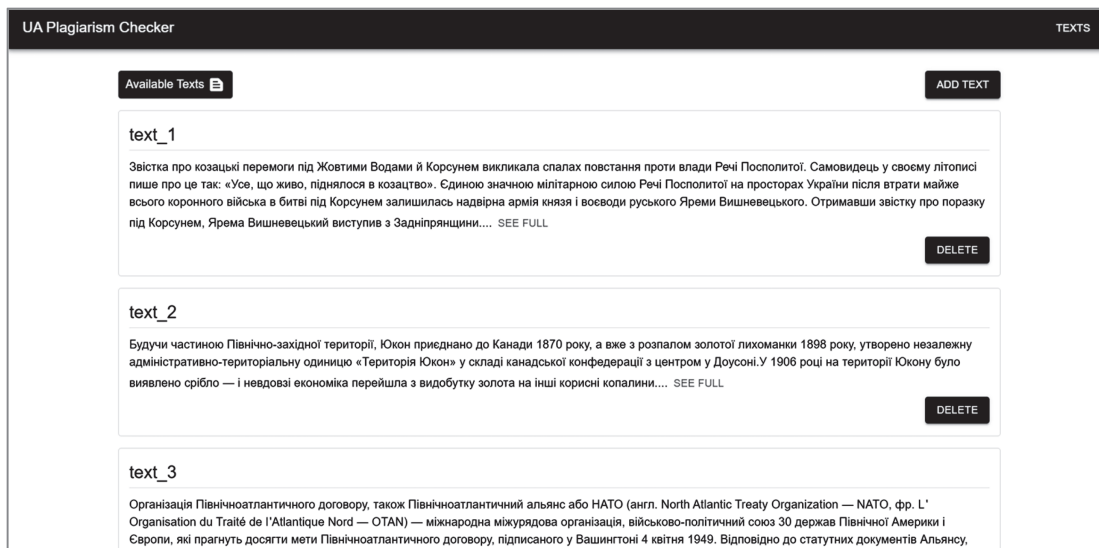 UA Plagiarism Checker
TEXTS
Available Texts
ADD TEXT
text_1
Звістка про козацькі перемоги під Жовтими Водами й Корсунем викликала спалах повстання проти влади Речі Посполитої. Самовидець у своєму літописі
пише про це так: «Усе, що живо, піднялося в козацтво». Єдиною значною мілітарною силою Речі Посполитої на просторах України після втрати майже
всього коронного війська в битві під Корсунем залишилась надвірна армія князя і воєводи руського Яреми Вишневецького. Отримавши звістку про поразку
під Корсунем, Ярема Вишневецький виступив з Задніпрянщини.... SEE FULL
DELETE
text_2
Будучи частиною Північно-західної території, Юкон приєднано до Канади 1870 року, а вже з розпалом золотої лихоманки 1898 року, утворено незалежну
адміністративно-територіальну одиницю «Територія Юкон» у складі канадської конфедерації з центром у Доусоні.У 1906 році на території Юкону було
виявлено срібло — і невдовзі економіка перейшла з видобутку золота на інші корисні копалини.... SEE FULL
DELETE
text_3
Організація Північноатлантичного договору, також Північноатлантичний альянс або НАТО (англ. North Atlantic Treaty Organization — NATO, фр. L'
Organisation du Traité de l'Atlantique Nord — OTAN) — міжнародна міжурядова організація, військово-політичний союз 30 держав Північної Америки і
Європи, які прагнуть досягти мети Північноатлантичного договору, підписаного у Вашингтоні 4 квітня 1949. Відповідно до статутних документів Альянсу,